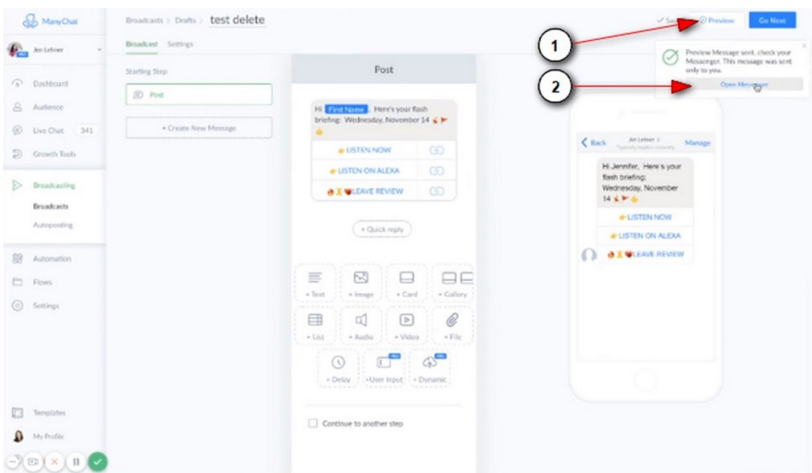 ManyChat
Broadcasts > Drafts > test delete
Preview
Go Next
Broadcast Settings
Jen Lehner
Starting Step
Post
+ Create New Message
Dashboard
Audience
Live Chat 341
Growth Tools
Broadcasting
Broadcasts
Autoposting
Automation
Flows
Settings
Templates
My Profile
Post
Hi First Name, Here's your flash
briefing: Wednesday, November 14
LISTEN NOW
LISTEN ON ALEXA
LEAVE REVIEW
+ Quick reply
+ Text
+ Image
+ Card
+ Gallery
+ List
+ Audio
+ Video
+ File
+ Delay
+User Input
+ Dynamic
Continue to another step
1
2
Preview Message sent, check your
Messenger. This message was sent
only to you.
Open Messenger
Back
Jen Lehner
Manage
Hi Jennifer, Here's your
flash briefing:
Wednesday, November
14
LISTEN NOW
LISTEN ON ALEXA
LEAVE REVIEW